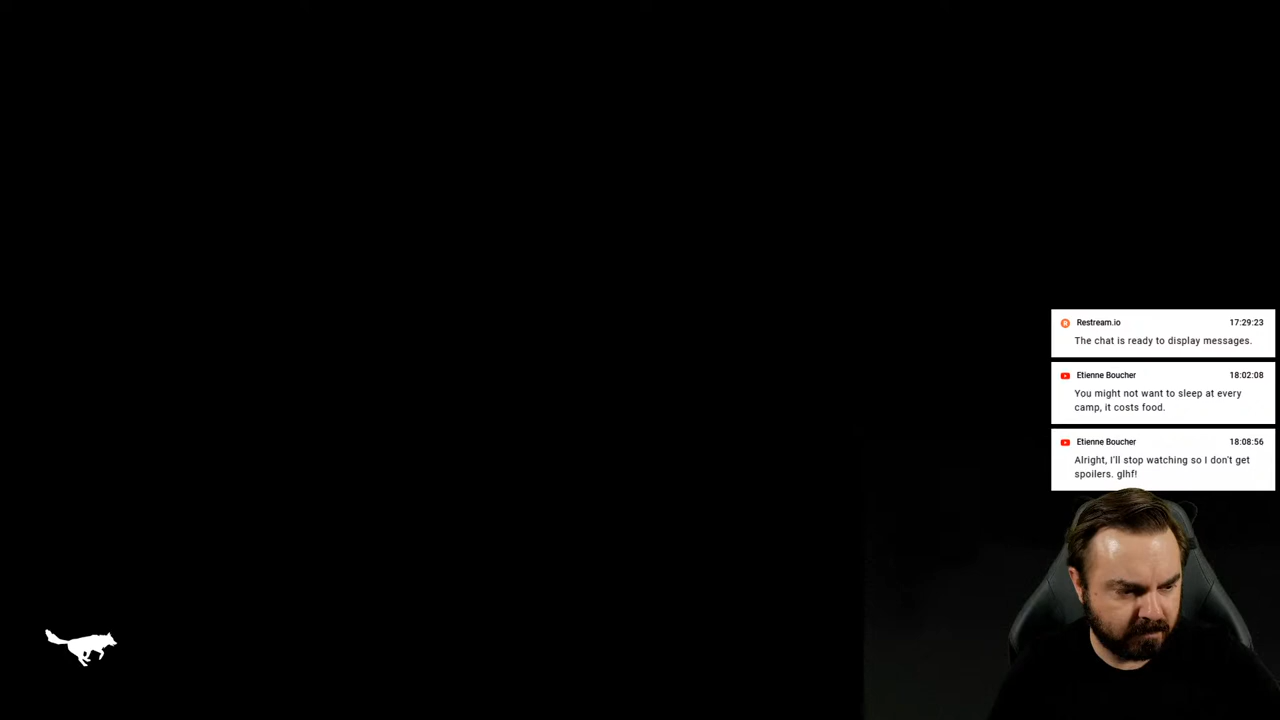 Restream.io 17:29:23
The chat is ready to display messages.
Etienne Boucher 18:02:08
You might not want to sleep at every
camp, it costs food.
Etienne Boucher 18:08:56
Alright, I'll stop watching so I don't get
spoilers. glhf!